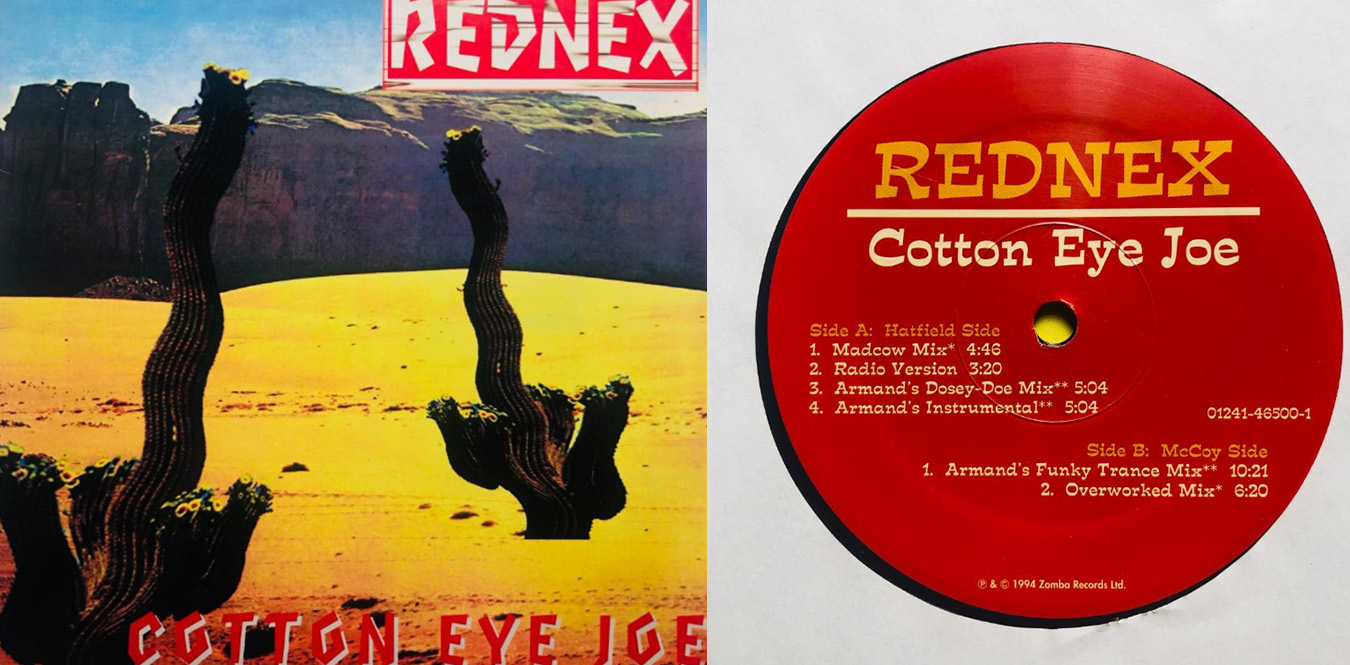 REDNEX
COTTON EYE JOE
REDNEX
Cotton Eye Joe
Side A: Hatfield Side
1. Madcow Mix* 4:46
2. Radio Version 3:20
3. Armand's Dosey-Doe Mix** 5:04
4. Armand's Instrumental** 5:04
01241-46500-1
Side B: McCoy Side
1. Armand's Funky Trance Mix** 10:21
2. Overworked Mix* 6:20
℗ & © 1994 Zomba Records Ltd.